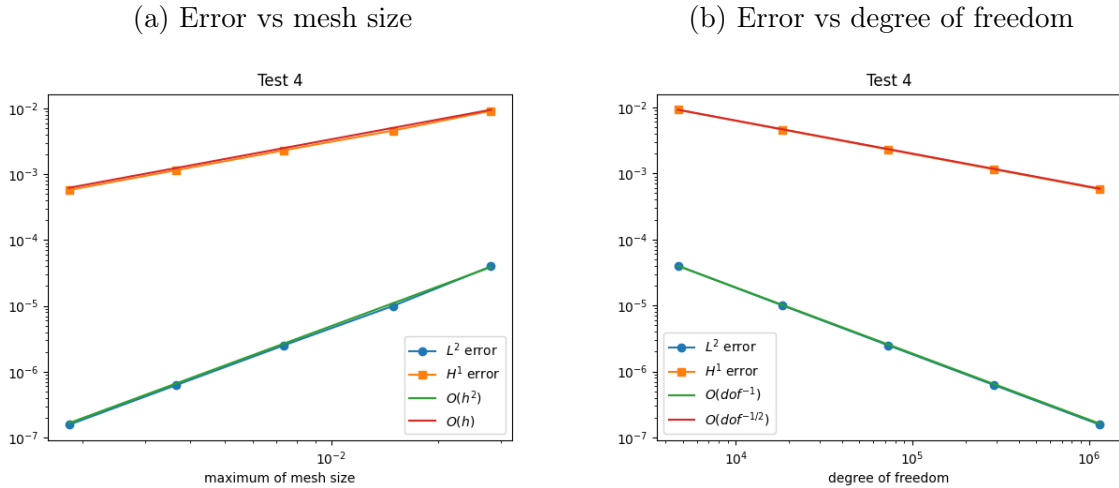 (a) Error vs mesh size
Test 4
10⁻²
10⁻³
10⁻⁴
10⁻⁵
10⁻⁶
10⁻⁷
L² error
H¹ error
O(h²)
O(h)
10⁻²
maximum of mesh size
(b) Error vs degree of freedom
Test 4
10⁻²
10⁻³
10⁻⁴
10⁻⁵
10⁻⁶
10⁻⁷
L² error
H¹ error
O(dof⁻¹)
O(dof⁻¹/²)
10⁴ 10⁵ 10⁶
degree of freedom